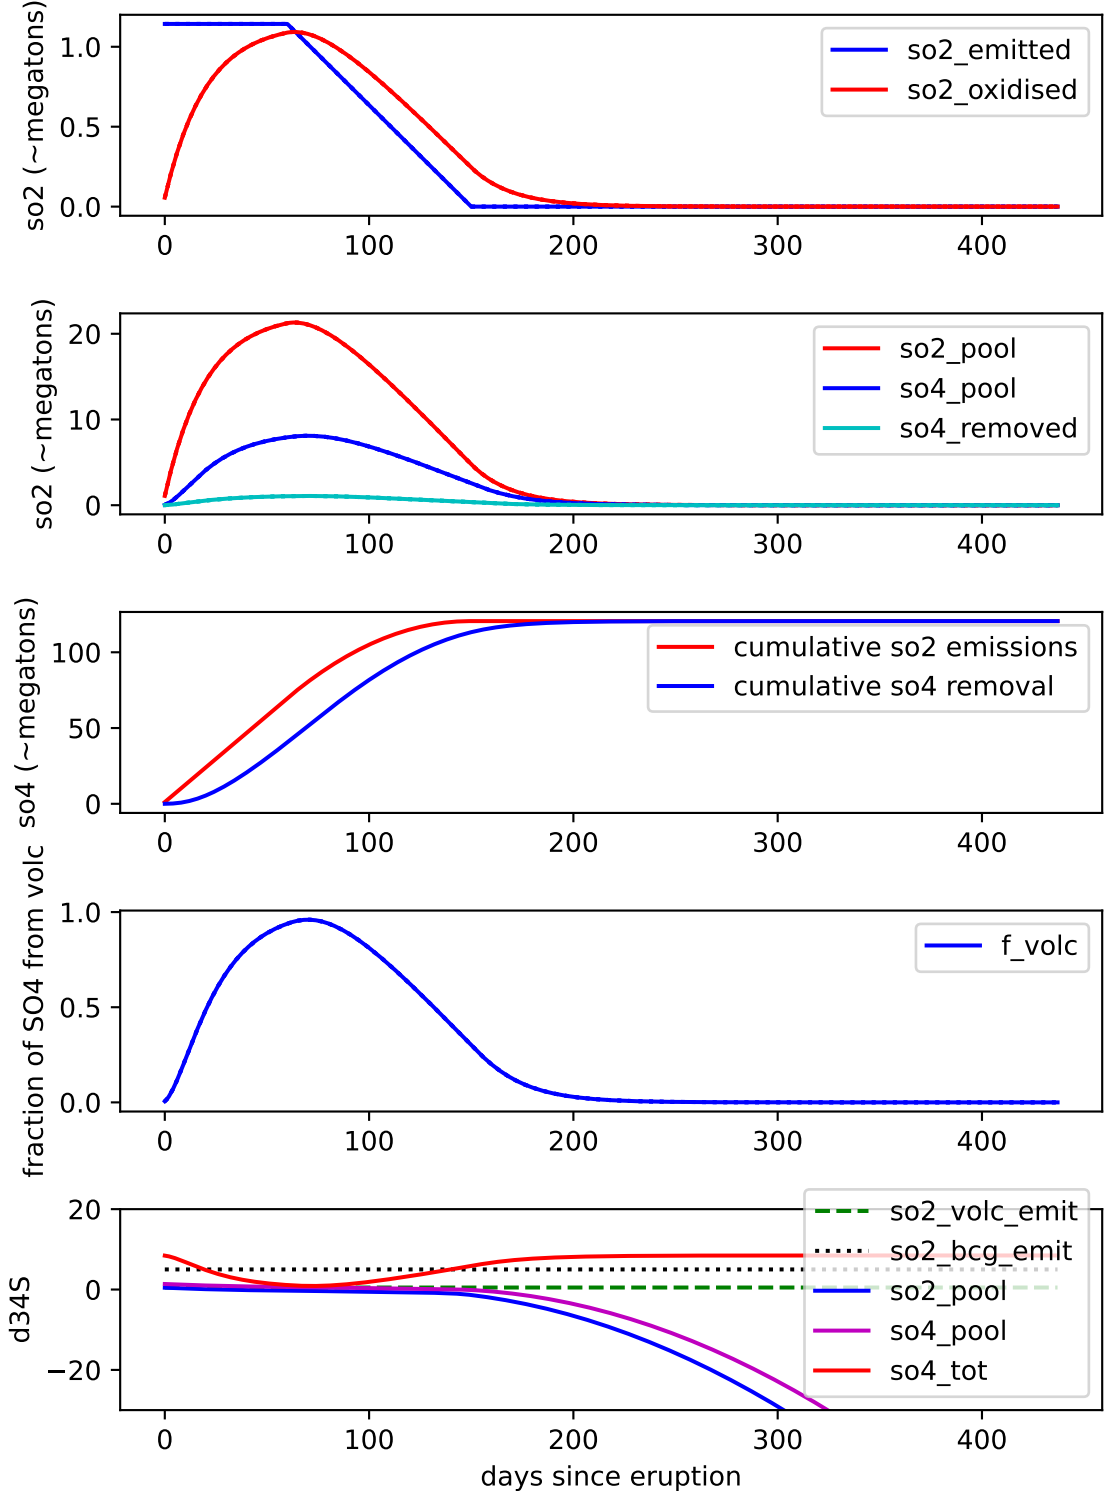 so2 (~megatons)
1.0
0.5
0.0
so2_emitted
so2_oxidised
0 100 200 300 400
so2 (~megatons)
20
10
0
so2_pool
so4_pool
so4_removed
0 100 200 300 400
so4 (~megatons)
100
50
0
cumulative so2 emissions
cumulative so4 removal
0 100 200 300 400
fraction of SO4 from volc
1.0
0.5
0.0
f_volc
0 100 200 300 400
d34S
20
0
−20
so2_volc_emit
so2_bcg_emit
so2_pool
so4_pool
so4_tot
0 100 200 300 400
days since eruption